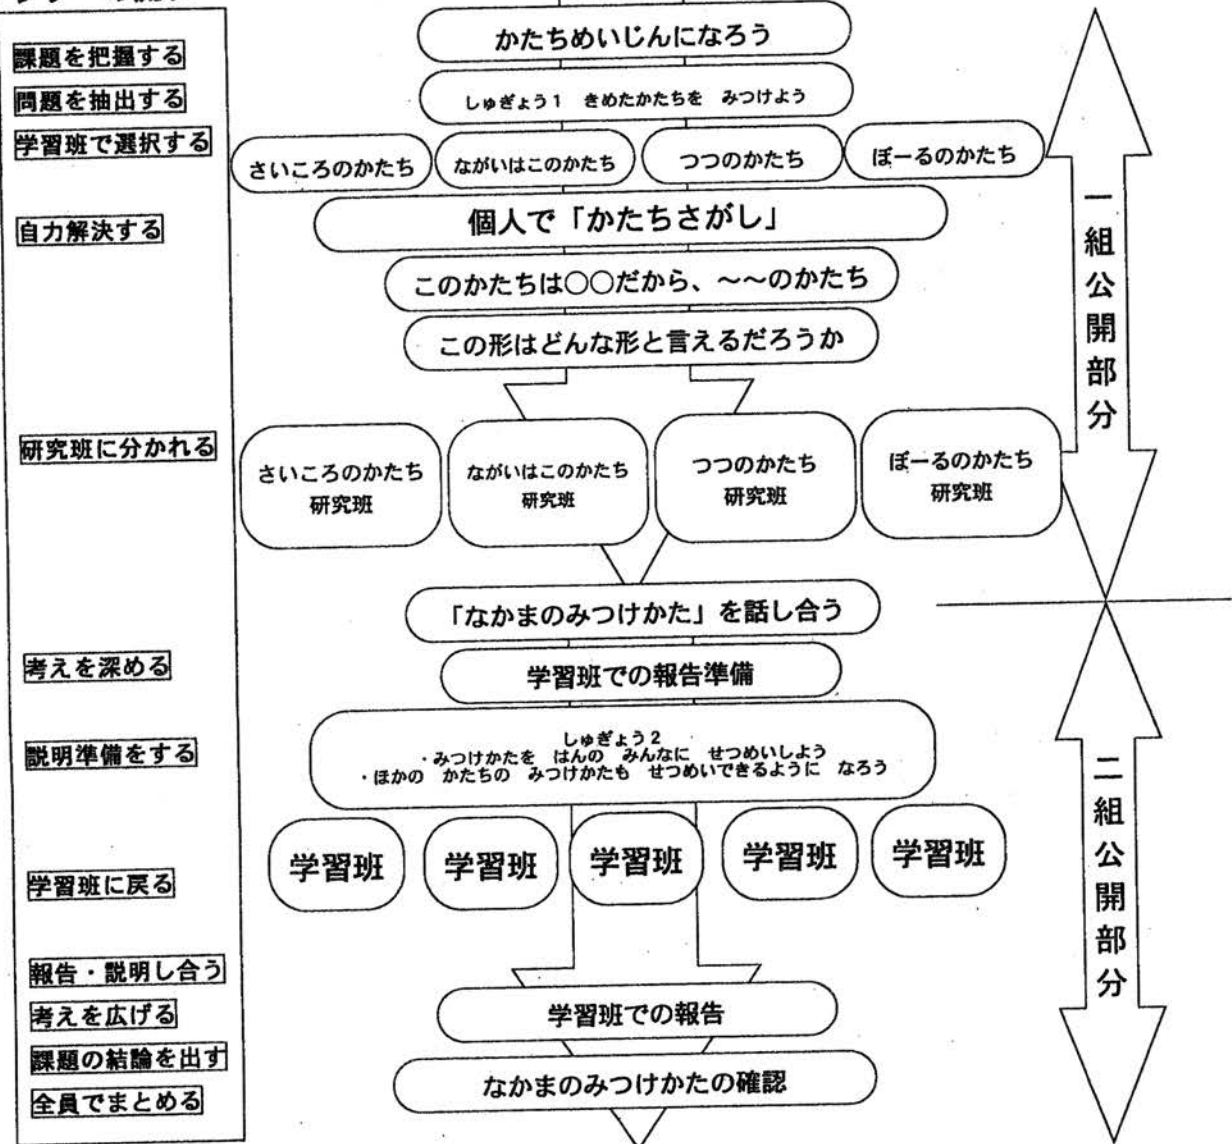 課題を把握する
問題を抽出する
学習班で選択する
自力解決する
研究班に分かれる
考えを深める
説明準備をする
学習班に戻る
報告・説明し合う
考えを広げる
課題の結論を出す
全員でまとめる
かたちめいじんになろう
しゅぎょう1 きめたかたちを みつけよう
さいころのかたち
ながいはこのかたち
つつのかたち
ぼーるのかたち
個人で「かたちさがし」
このかたちは○○だから、～～のかたち
この形はどんな形と言えるだろうか
さいころのかたち
研究班
ながいはこのかたち
研究班
つつのかたち
研究班
ぼーるのかたち
研究班
「なかまのみつけかた」を話し合う
学習班での報告準備
しゅぎょう2
・みつけかたを はんの みんなに せつめいしよう
・ほかの かたちの みつけかたも せつめいできるように なろう
学習班
学習班
学習班
学習班
学習班
学習班での報告
なかまのみつけかたの確認
一組公開部分
二組公開部分